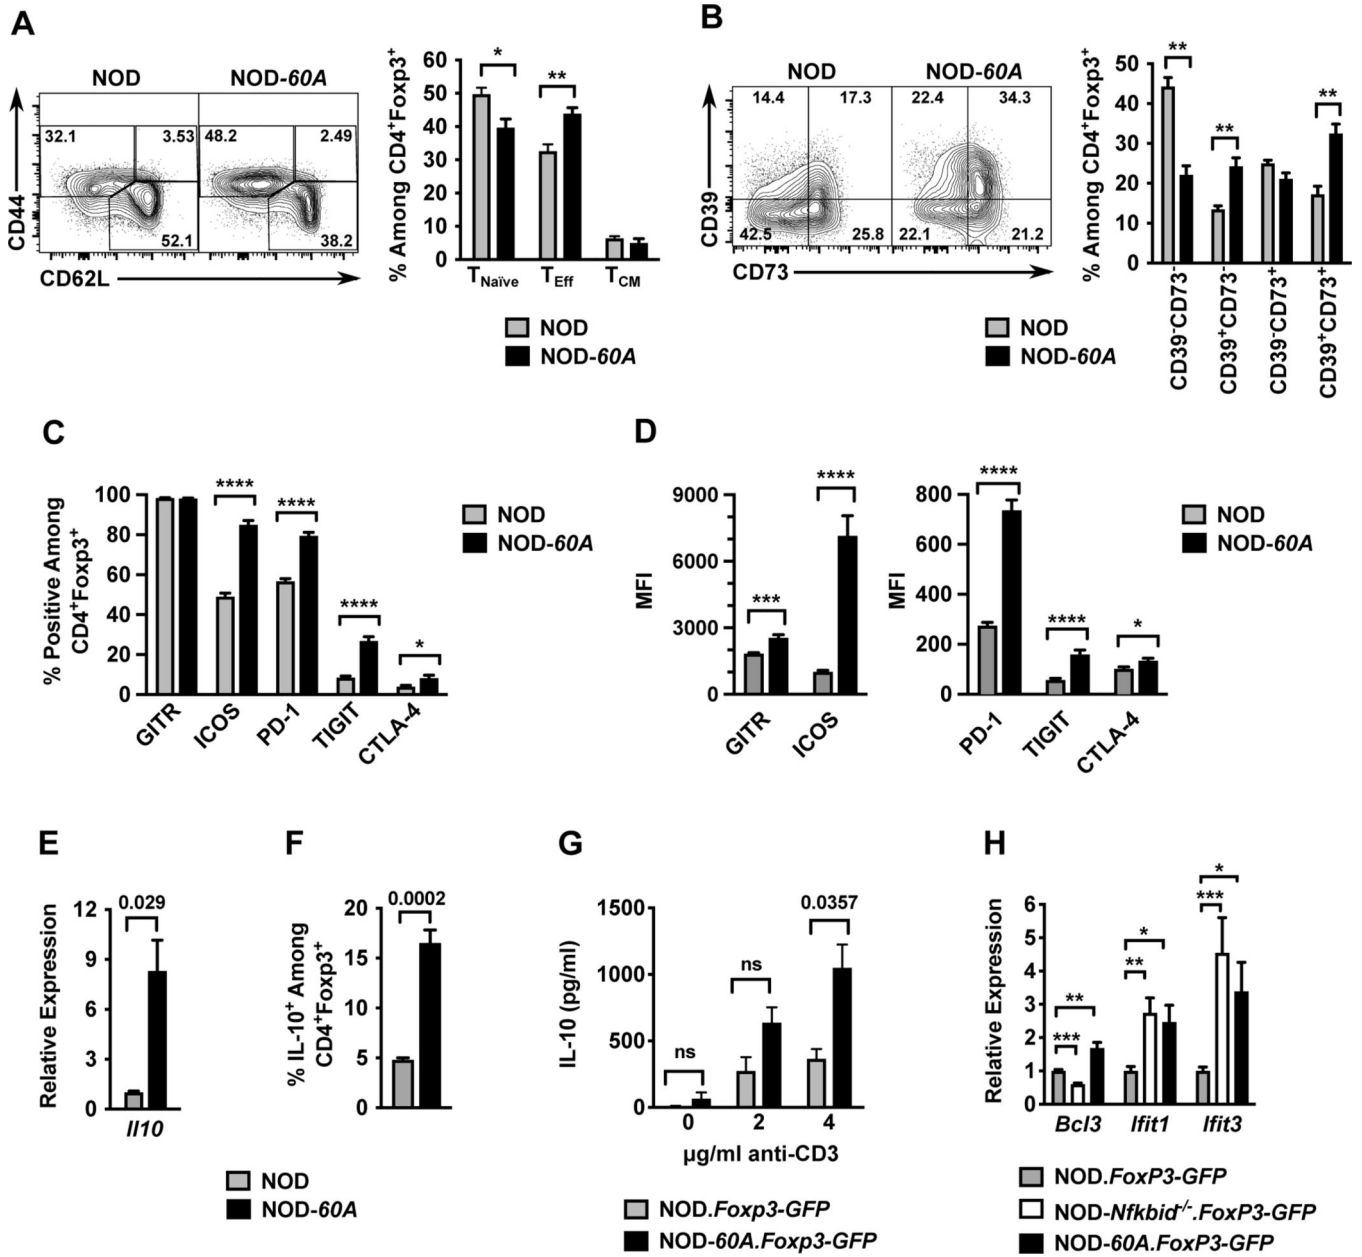 A
NOD NOD-60A
CD44
32.1 3.53 48.2 2.49
52.1 38.2
CD62L
% Among CD4⁺Foxp3⁺
60
50
40
30
20
10
0
* **
T_Naïve T_Eff T_CM
NOD
NOD-60A
B
NOD NOD-60A
CD39
14.4 17.3 22.4 34.3
42.5 25.8 22.1 21.2
CD73
% Among CD4⁺Foxp3⁺
50
40
30
20
10
0
** ** **
CD39⁻CD73⁻
CD39⁺CD73⁻
CD39⁻CD73⁺
CD39⁺CD73⁺
NOD
NOD-60A
C
% Positive Among
CD4⁺Foxp3⁺
100
80
60
40
20
0
**** **** **** *
GITR ICOS PD-1 TIGIT CTLA-4
NOD
NOD-60A
D
MFI
9000
6000
3000
0
*** ****
GITR ICOS
MFI
800
600
400
200
0
**** **** *
PD-1 TIGIT CTLA-4
NOD
NOD-60A
E
Relative Expression
12
9
6
3
0
0.029
Il10
F
% IL-10⁺ Among
CD4⁺Foxp3⁺
20
15
10
5
0
0.0002
NOD
NOD-60A
G
IL-10 (pg/ml)
1500
1000
500
0
ns ns 0.0357
0 2 4
µg/ml anti-CD3
NOD.Foxp3-GFP
NOD-60A.Foxp3-GFP
H
Relative Expression
6
5
4
3
2
1
0
*** ** ** * *** *
Bcl3 Ifit1 Ifit3
NOD.FoxP3-GFP
NOD-Nfkbid⁻/⁻.FoxP3-GFP
NOD-60A.FoxP3-GFP